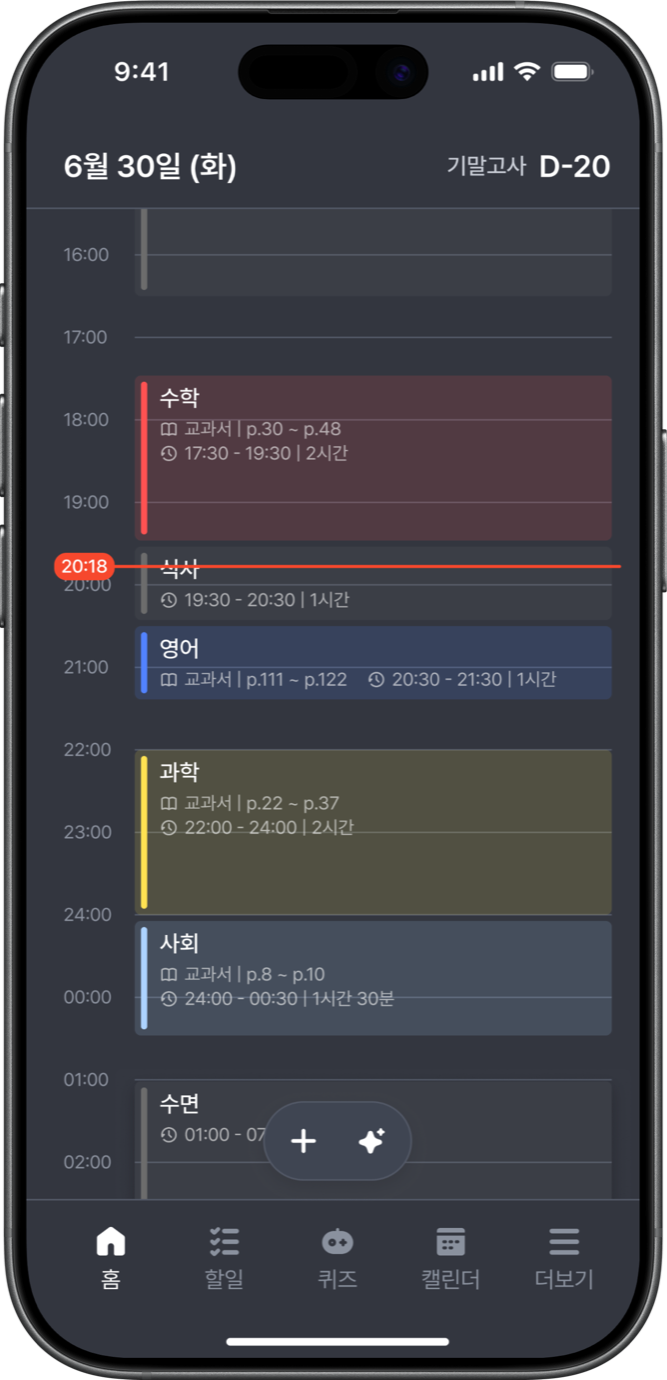 9:41
6월 30일 (화) 기말고사 D-20
16:00
17:00
수학
18:00
교과서 | p.30 ~ p.48
17:30 - 19:30 | 2시간
19:00
20:18 식사
20:00
19:30 - 20:30 | 1시간
영어
21:00
교과서 | p.111 ~ p.122 20:30 - 21:30 | 1시간
22:00
과학
교과서 | p.22 ~ p.37
23:00 22:00 - 24:00 | 2시간
24:00
사회
교과서 | p.8 ~ p.10
00:00 24:00 - 00:30 | 1시간 30분
01:00
수면
01:00 - 07
02:00
홈 할일 퀴즈 캘린더 더보기